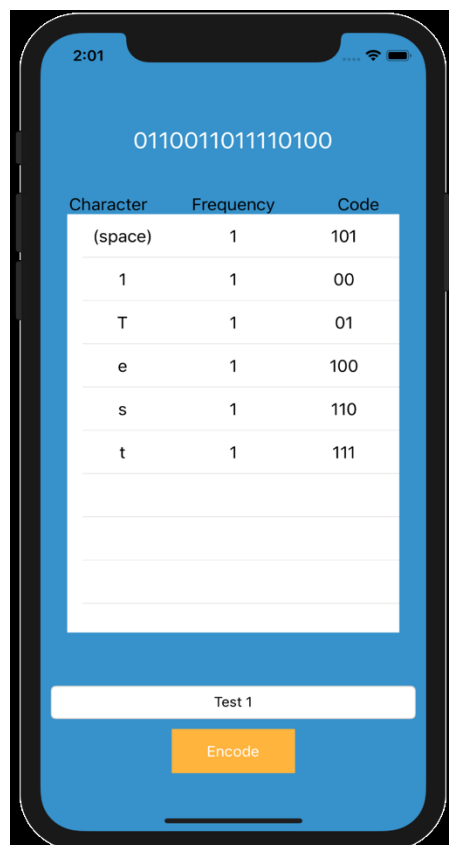 2:01
0110011011110100
Character Frequency Code
(space) 1 101
1 1 00
T 1 01
e 1 100
s 1 110
t 1 111
Test 1
Encode